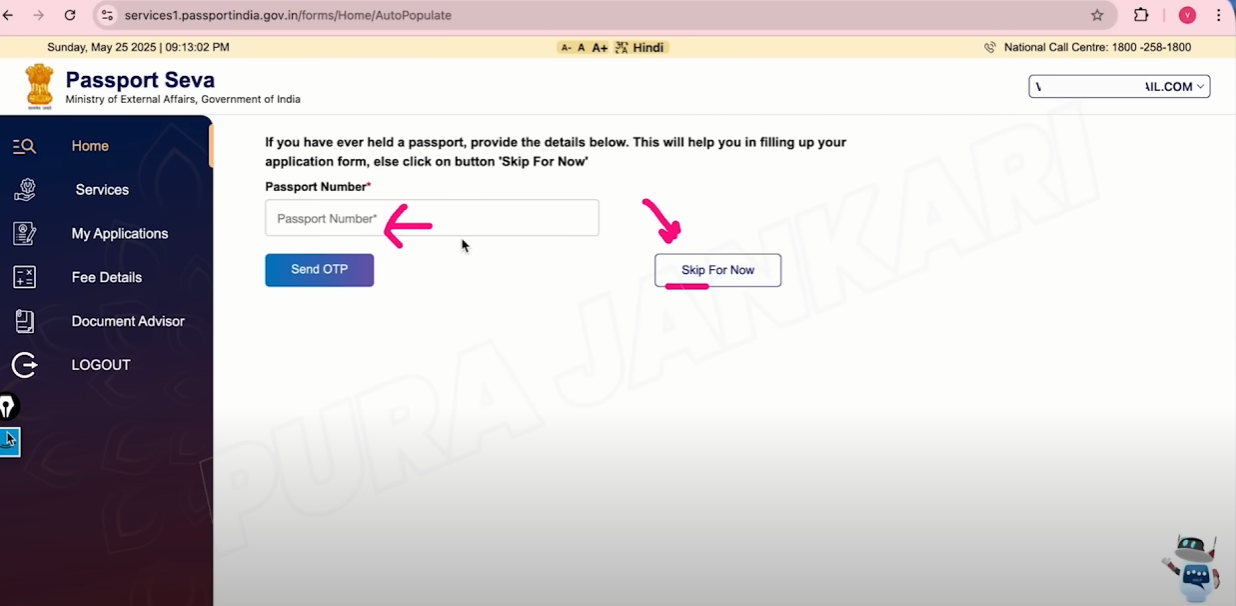 services1.passportindia.gov.in/forms/Home/AutoPopulate
V
Sunday, May 25 2025 | 09:13:02 PM
A- A A+ Hindi
National Call Centre: 1800 -258-1800
Passport Seva
Ministry of External Affairs, Government of India
AIL.COM
Home
Services
My Applications
Fee Details
Document Advisor
LOGOUT
If you have ever held a passport, provide the details below. This will help you in filling up your
application form, else click on button 'Skip For Now'
Passport Number*
Passport Number*
Send OTP
Skip For Now
PURA JANKARI